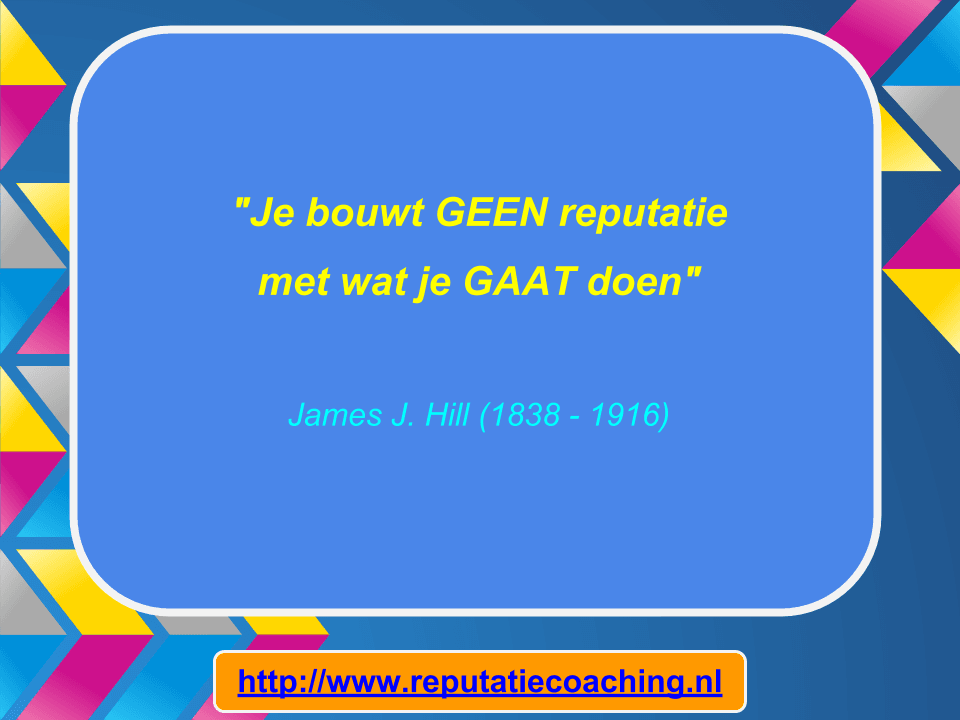 "Je bouwt GEEN reputatie
met wat je GAAT doen"
James J. Hill (1838 - 1916)
http://www.reputatiecoaching.nl